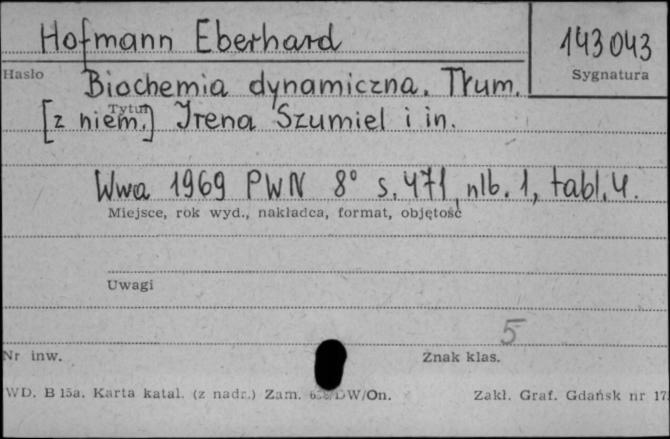 Hofmann Eberhard
143043
Hasło
Sygnatura
Biochemia dynamiczna. Tłum.
Tytuł
[z niem.] Irena Szumiel i in.
Wwa 1969 PWN 8° s. 471, nlb. 1, tabl. 4.
Miejsce, rok wyd., nakładca, format, objętość
Uwagi
5
Nr inw.
Znak klas.
WD. B 15a. Karta katal. (z nadr.) Zam. DW/On.
Zakł. Graf. Gdańsk nr